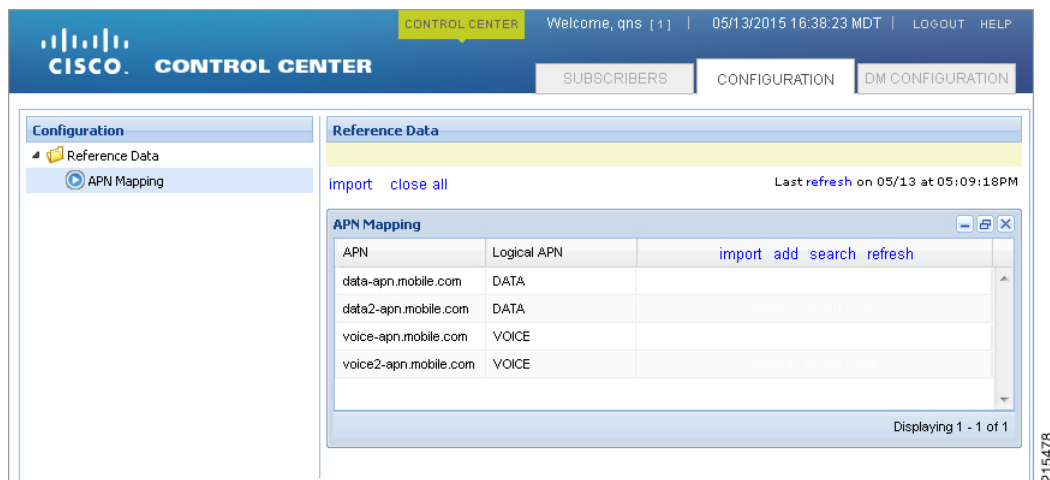 CONTROL CENTER
Welcome, qns [1] | 05/13/2015 16:38:23 MDT | LOGOUT HELP
CISCO. CONTROL CENTER
SUBSCRIBERS CONFIGURATION DM CONFIGURATION
Configuration
Reference Data
APN Mapping
Reference Data
import close all
Last refresh on 05/13 at 05:09:18PM
APN Mapping
APN Logical APN import add search refresh
data-apn.mobile.com DATA
data2-apn.mobile.com DATA
voice-apn.mobile.com VOICE
voice2-apn.mobile.com VOICE
Displaying 1 - 1 of 1